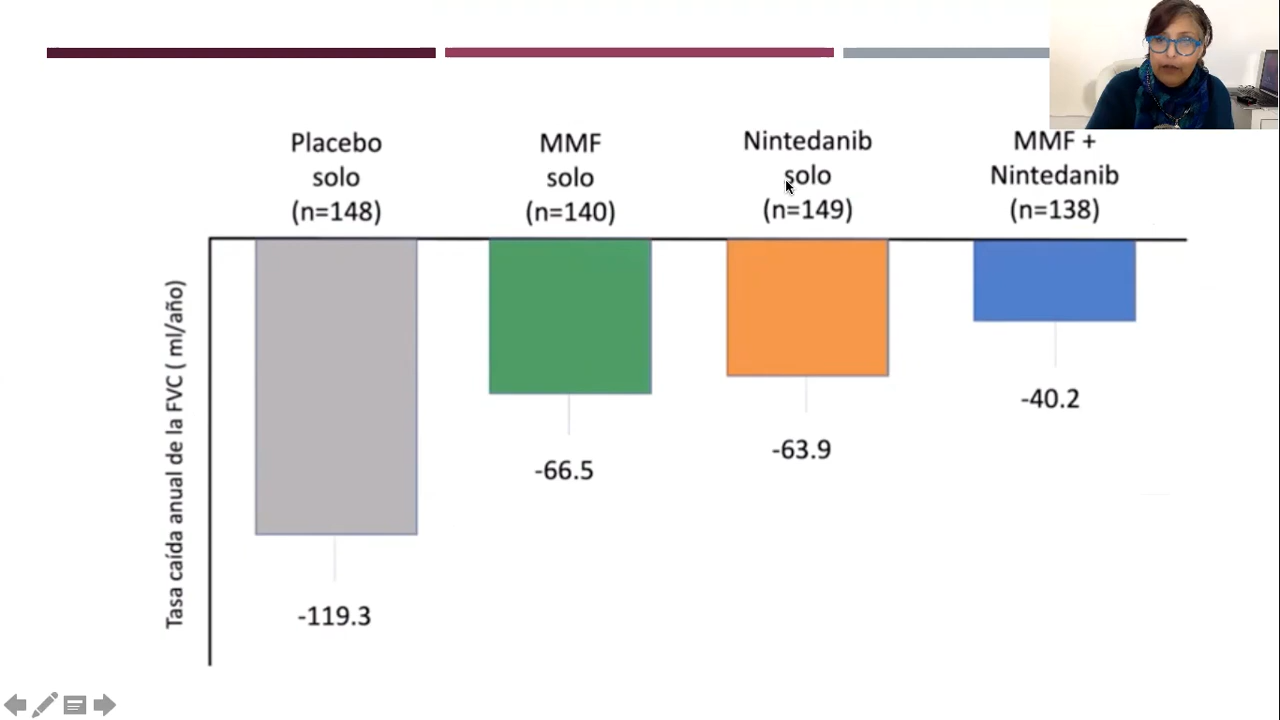 Placebo
solo
(n=148)
MMF
solo
(n=140)
Nintedanib
solo
(n=149)
MMF +
Nintedanib
(n=138)
Tasa caída anual de la FVC ( ml/año)
-119.3
-66.5
-63.9
-40.2